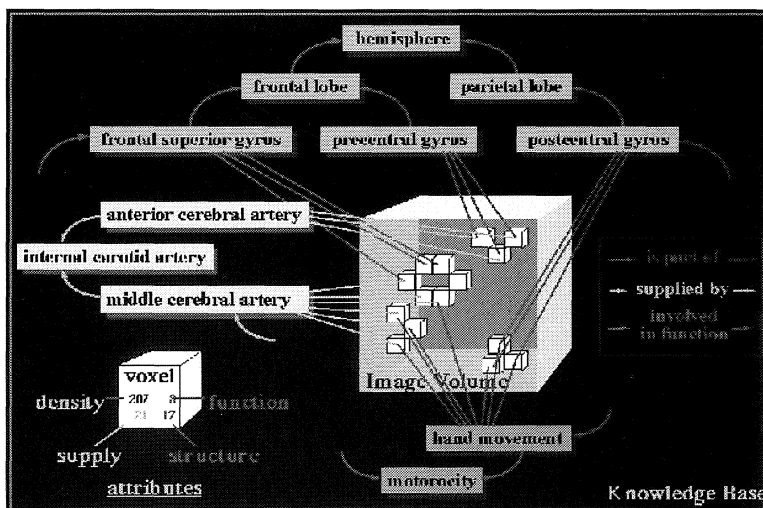 hemisphere
frontal lobe
parietal lobe
frontal superior gyrus
precentral gyrus
postcentral gyrus
anterior cerebral artery
internal carotid artery
middle cerebral artery
is part of
supplied by
involved
in function
voxel
density
207 8
function
21 17
supply
structure
attributes
Image Volume
hand movement
motorocity
Knowledge Base